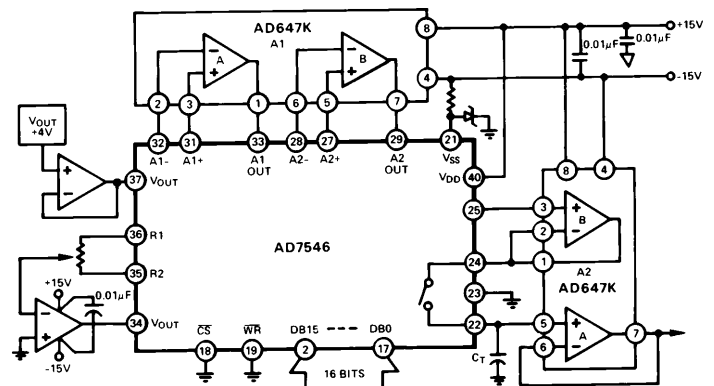 AD647K
A1
8
+15V
0.01µF
0.01µF
4
-15V
A
B
2
3
1
6
5
7
32
31
33
28
27
29
21
A1-
A1+
A1
OUT
A2-
A2+
A2
OUT
VSS
VDD
40
VOUT
+4V
37
VOUT
25
8
4
3
2
1
B
A2
AD647K
36
R1
35
R2
AD7546
24
23
22
+15V
0.01µF
34
VOUT
-15V
CS
WR
DB15
----
DB0
18
19
2
17
16 BITS
CT
5
6
A
7